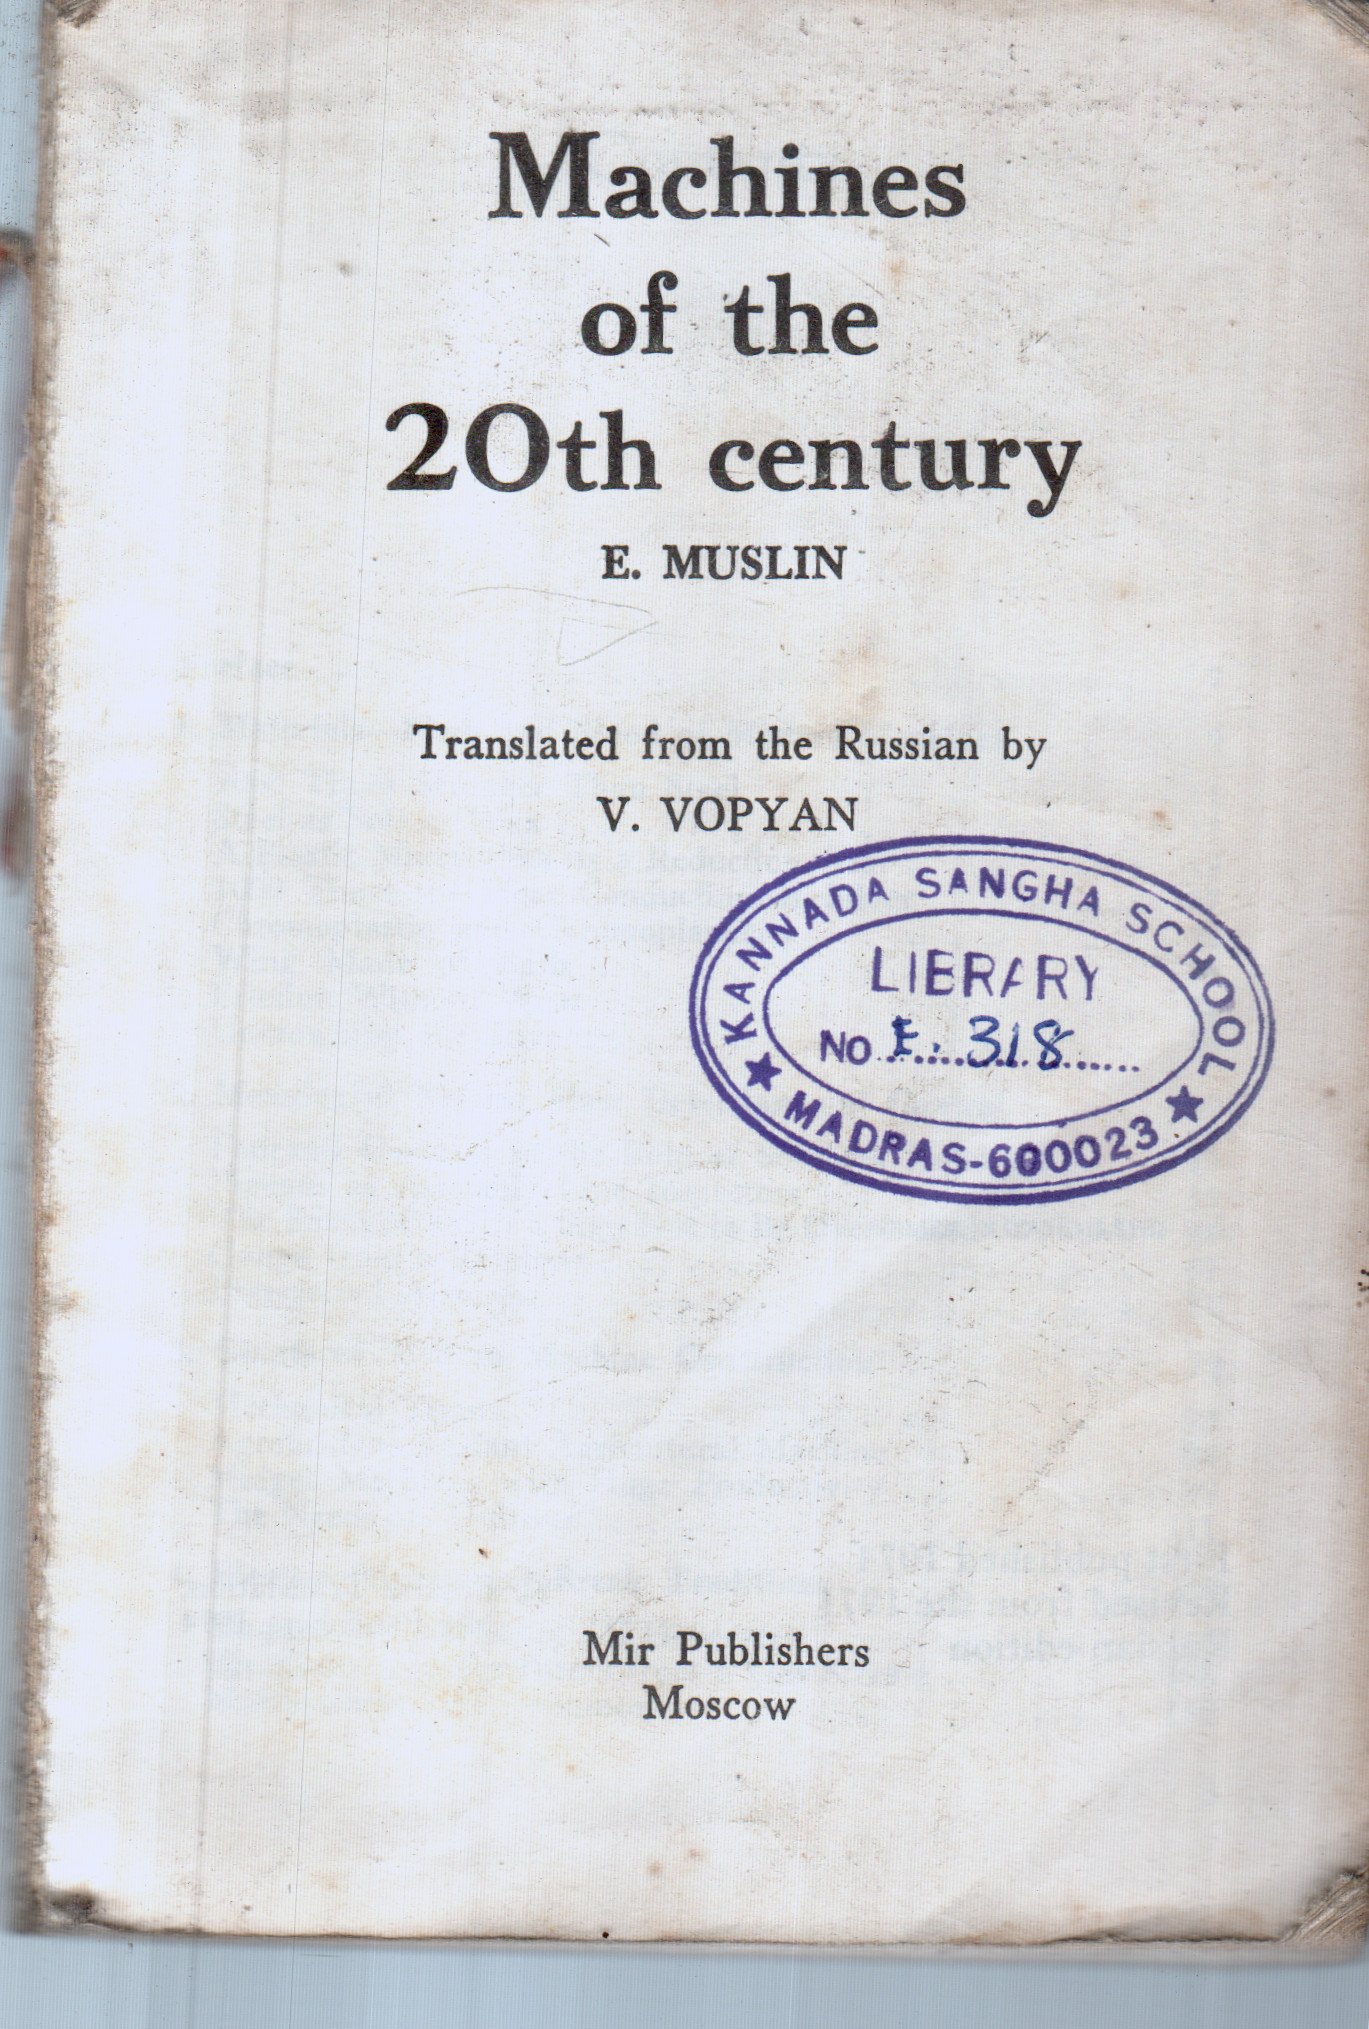 Machines
of the
20th century
E. MUSLIN
Translated from the Russian by
V. VOPYAN
KANNADA SANGHA SCHOOL
LIBRARY
No E. 318
★ MADRAS-600023 ★
Mir Publishers
Moscow